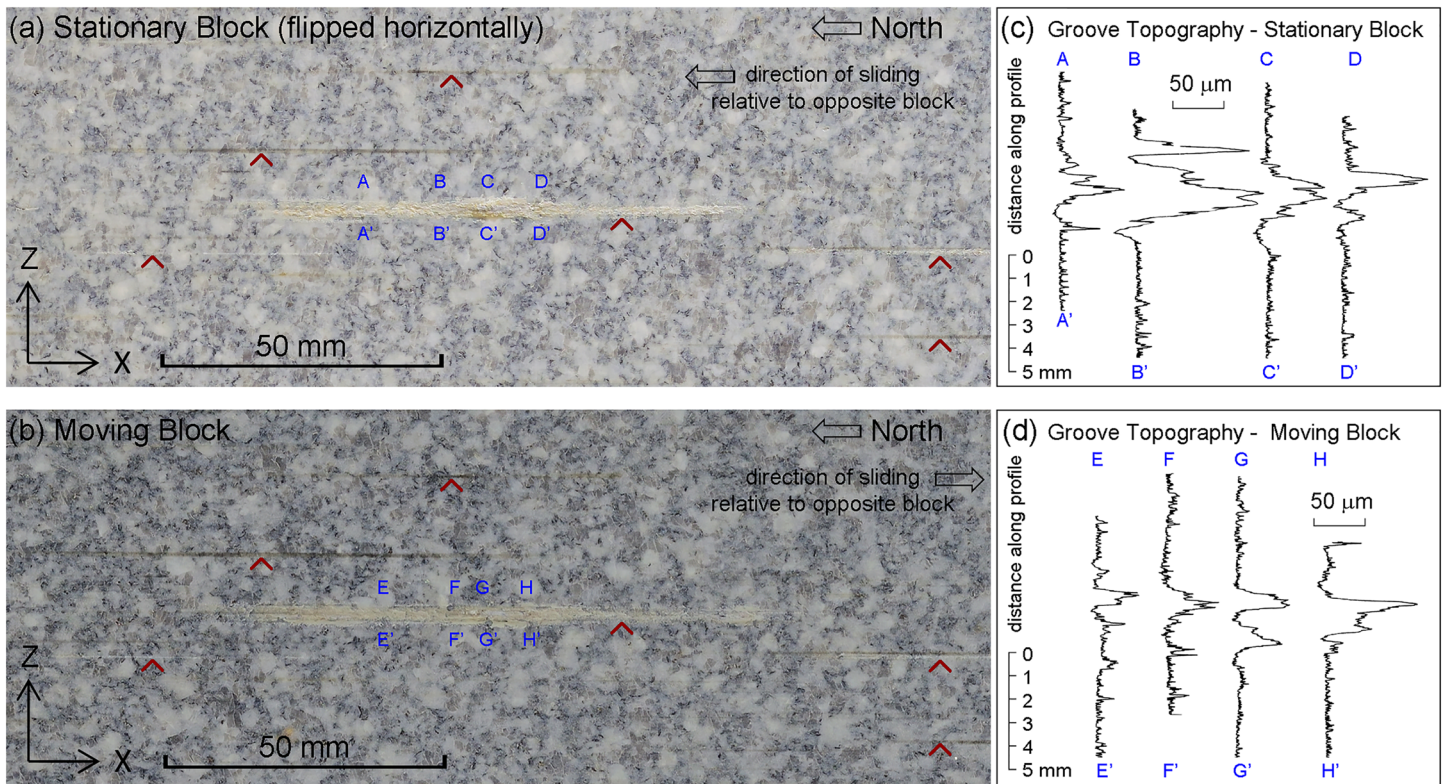 (a) Stationary Block (flipped horizontally)
North
direction of sliding
relative to opposite block
A B C D
A' B' C' D'
Z
X
50 mm
(b) Moving Block
North
direction of sliding
relative to opposite block
E F G H
E' F' G' H'
Z
X
50 mm
(c) Groove Topography - Stationary Block
A B C D
50 μm
distance along profile
0
1
2
3
4
5 mm
A'
B' C' D'
(d) Groove Topography - Moving Block
E F G H
50 μm
distance along profile
0
1
2
3
4
5 mm
E' F' G' H'